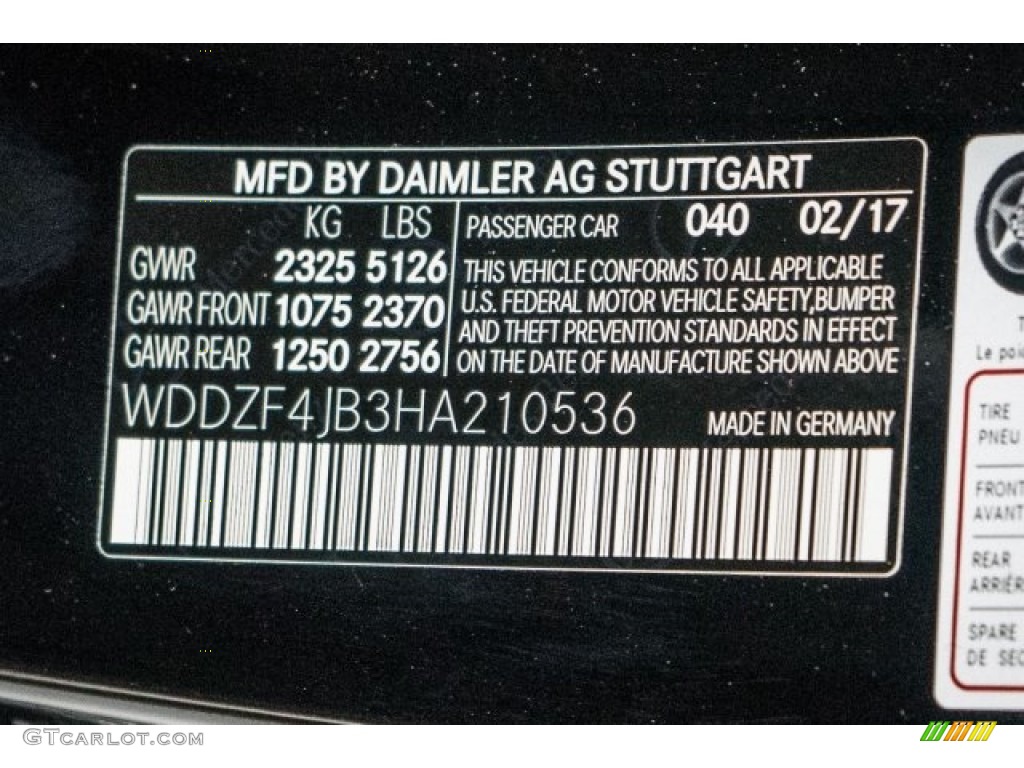 MFD BY DAIMLER AG STUTTGART
KG LBS
GVWR 2325 5126
GAWR FRONT 1075 2370
GAWR REAR 1250 2756
PASSENGER CAR 040 02/17
THIS VEHICLE CONFORMS TO ALL APPLICABLE
U.S. FEDERAL MOTOR VEHICLE SAFETY,BUMPER
AND THEFT PREVENTION STANDARDS IN EFFECT
ON THE DATE OF MANUFACTURE SHOWN ABOVE
WDDZF4JB3HA210536
MADE IN GERMANY
Le
TIRE
PNEU
FRONT
AVANT
REAR
SPARE
DE
GTCARLOT.COM